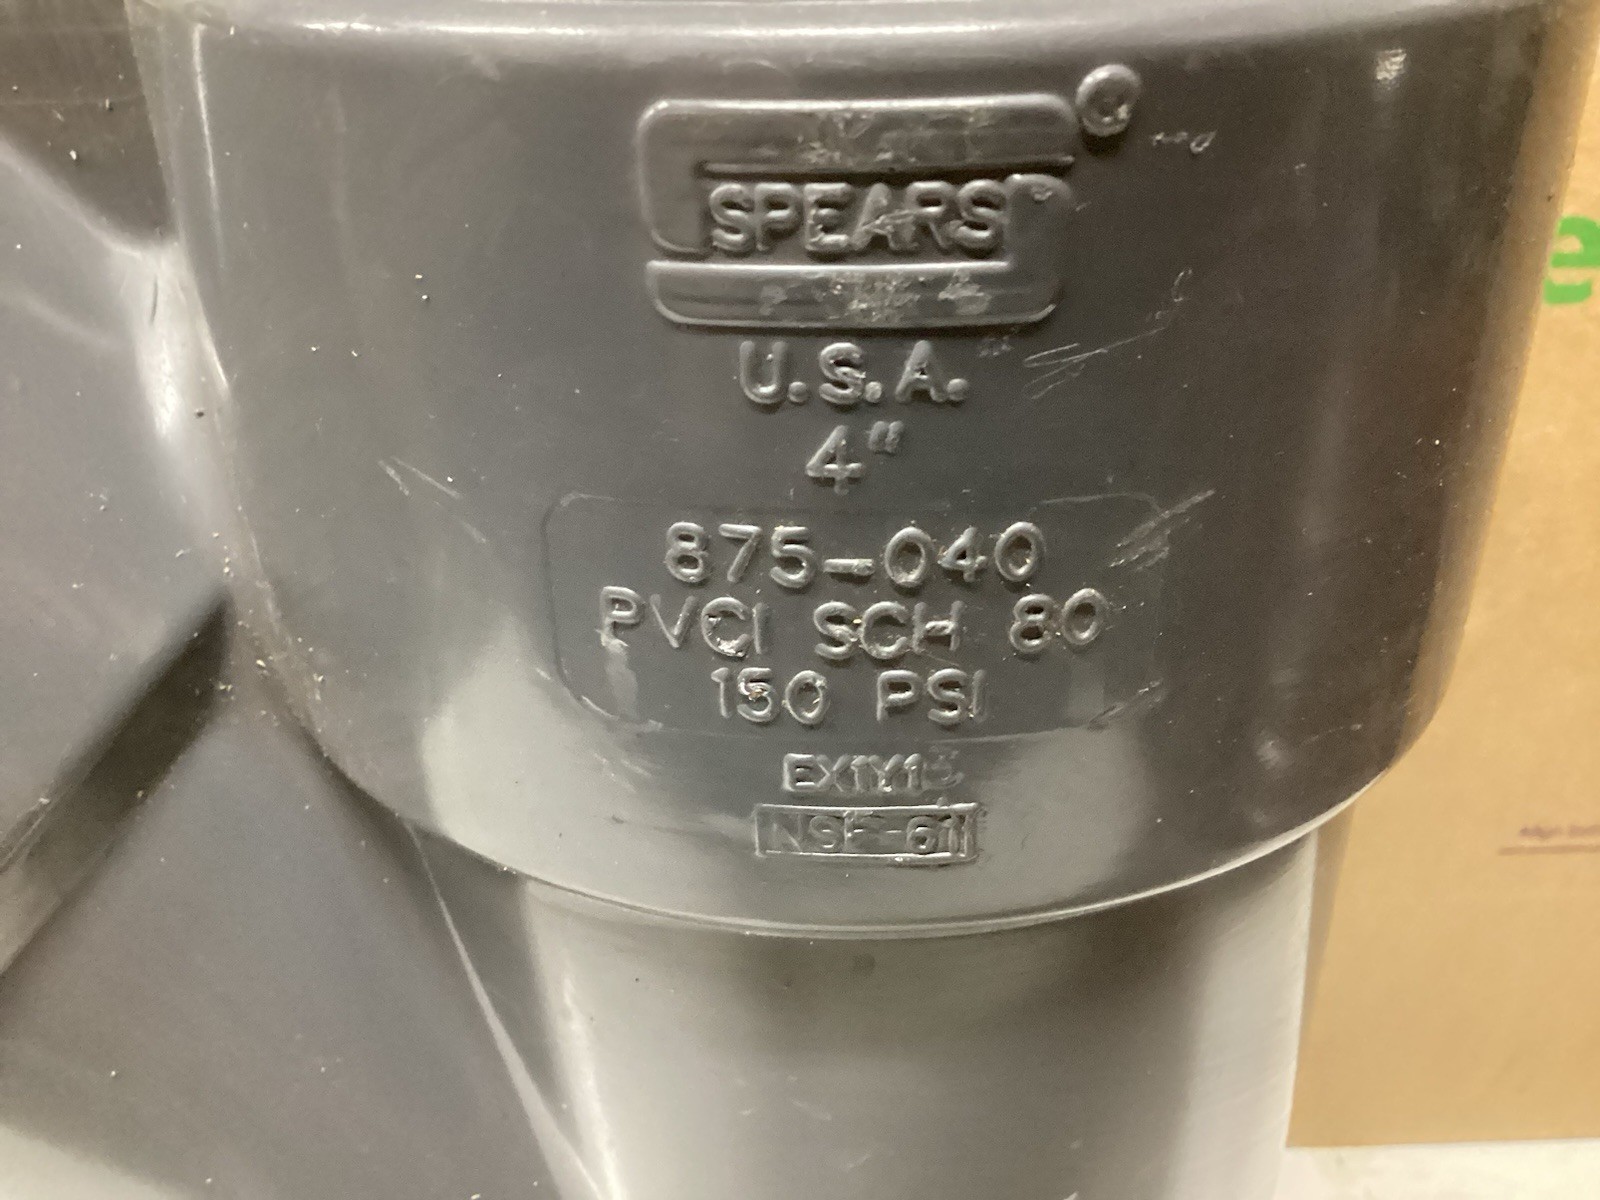 SPEARS
U.S.A.
4"
875-040
PVCI SCH 80
150 PSI
NSF-61
e